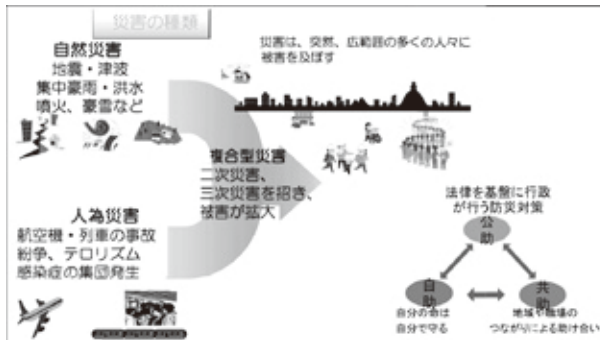 災害の種類
自然災害
地震・津波
集中豪雨・洪水
噴火、豪雪など
災害は、突然、広範囲の多くの人々に
被害を及ぼす
複合型災害
二次災害、
三次災害を招き、
被害が拡大
人為災害
航空機・列車の事故
紛争、テロリズム
感染症の集団発生
法律を基盤に行政
が行う防災対策
公
助
自
助
共
助
自分の命は
自分で守る
地域や職場の
つながりによる助け合い